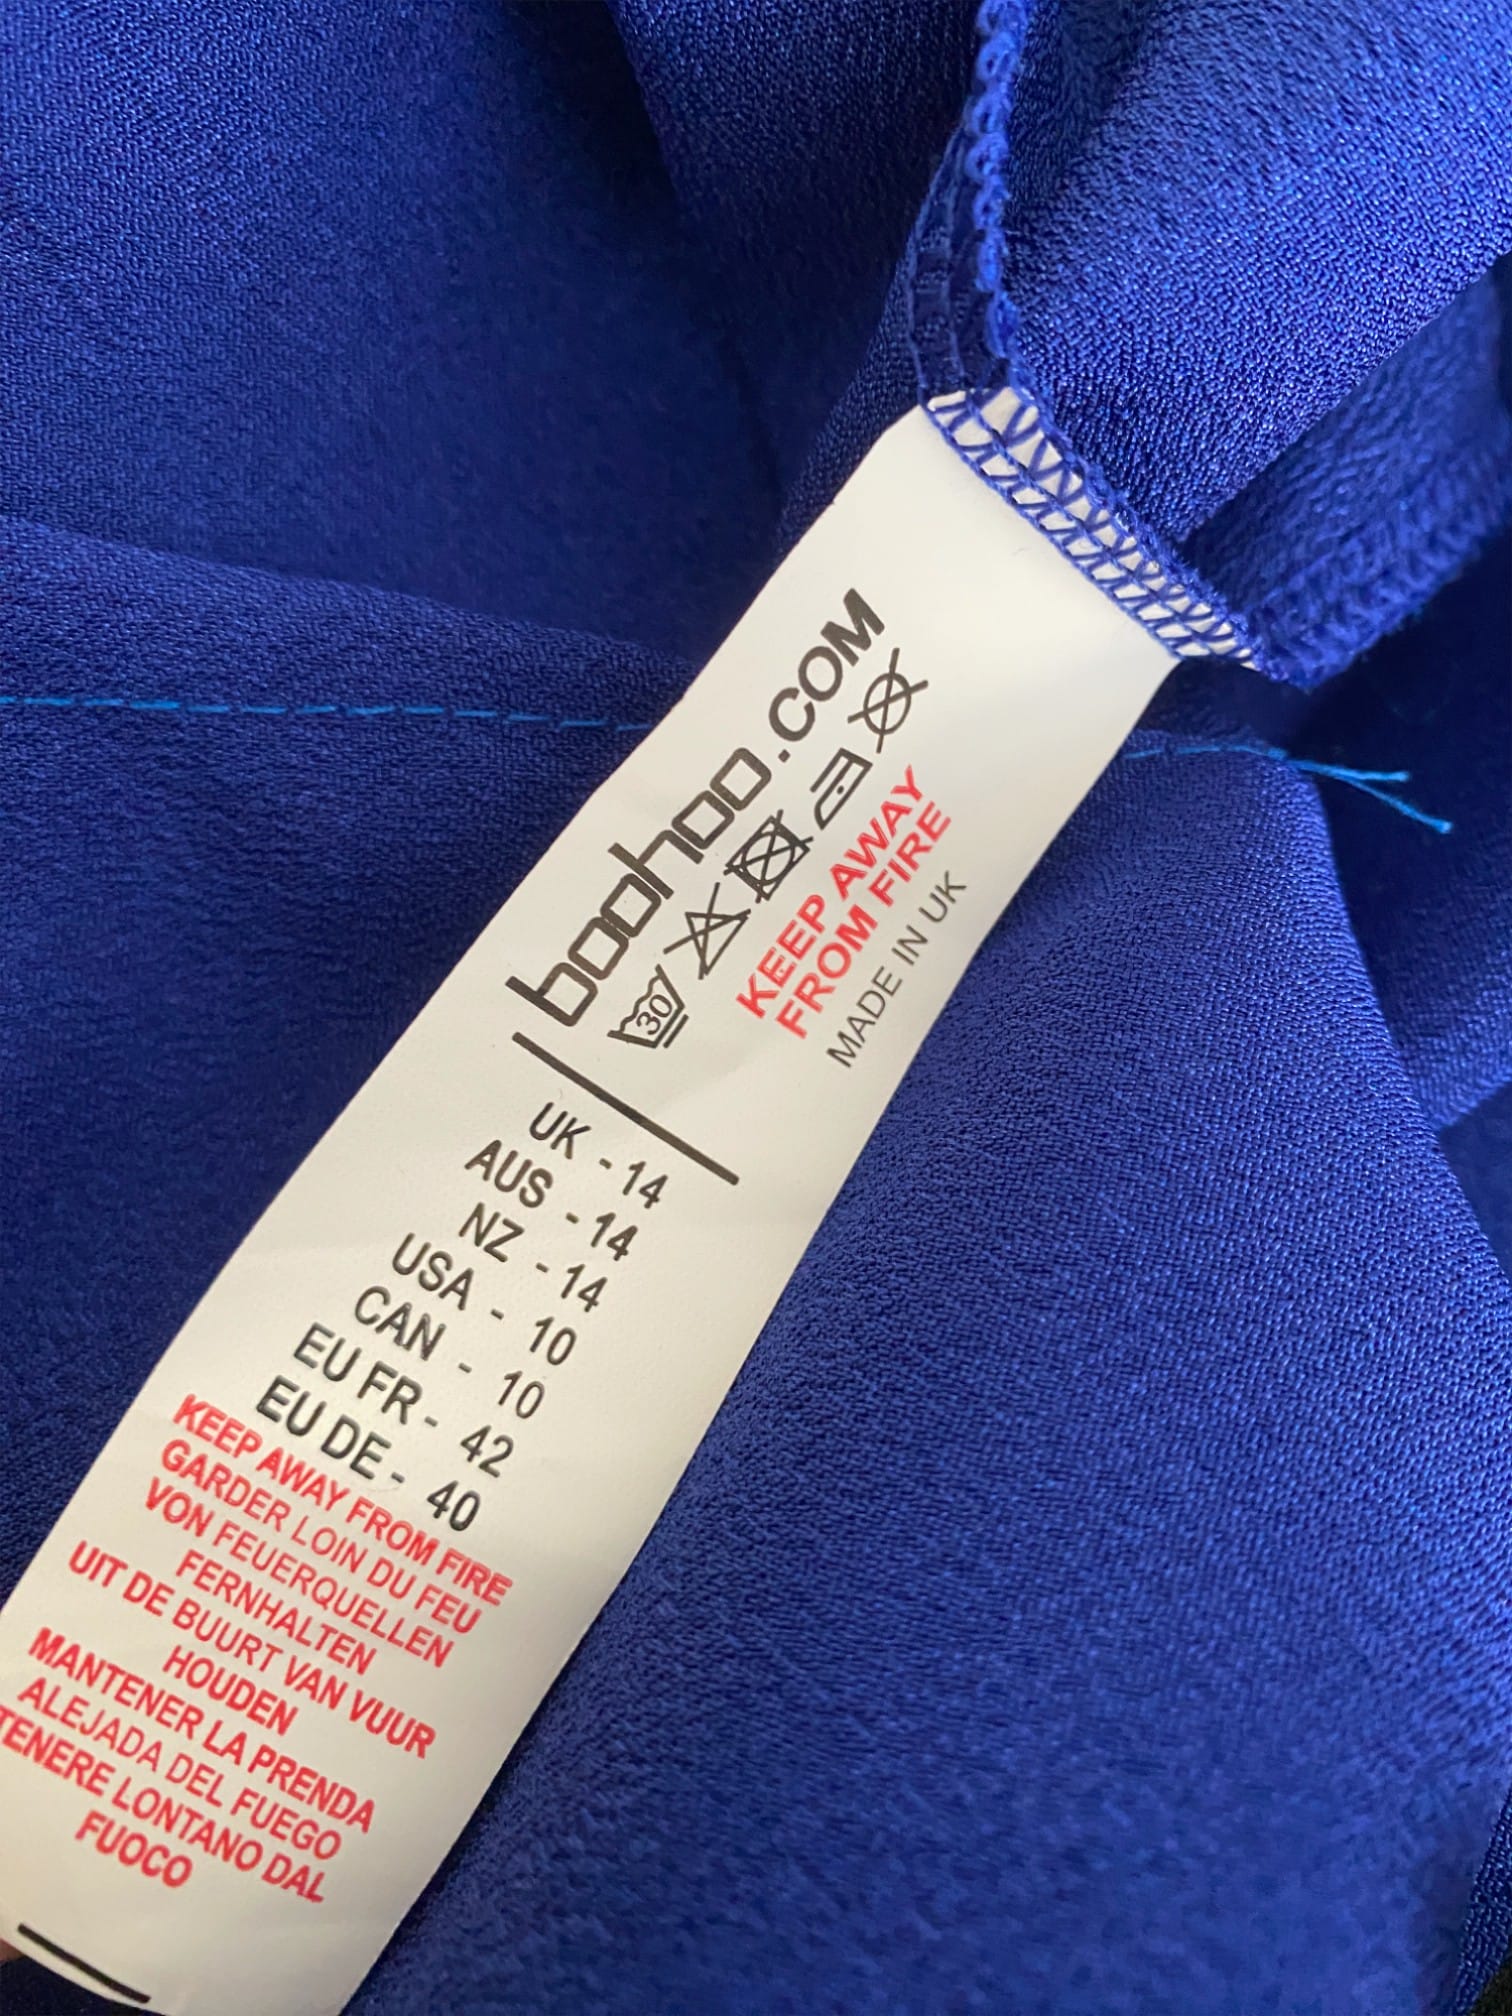 boohoo.COM
30
KEEP AWAY
FROM FIRE
MADE IN UK
UK - 14
AUS - 14
NZ - 14
USA - 10
CAN - 10
EU FR - 42
EU DE - 40
KEEP AWAY FROM FIRE
GARDER LOIN DU FEU
VON FEUERQUELLEN
FERNHALTEN
UIT DE BUURT VAN VUUR
HOUDEN
MANTENER LA PRENDA
ALEJADA DEL FUEGO
TENERE LONTANO DAL
FUOCO